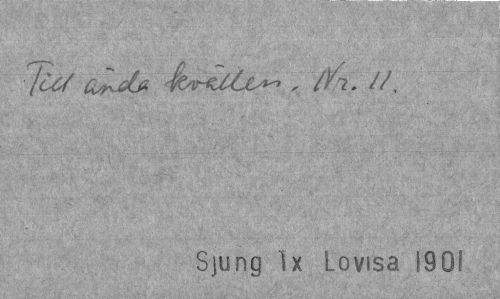 Till ända kvällen. Nr. 11.
Sjung 1x Lovisa 1901